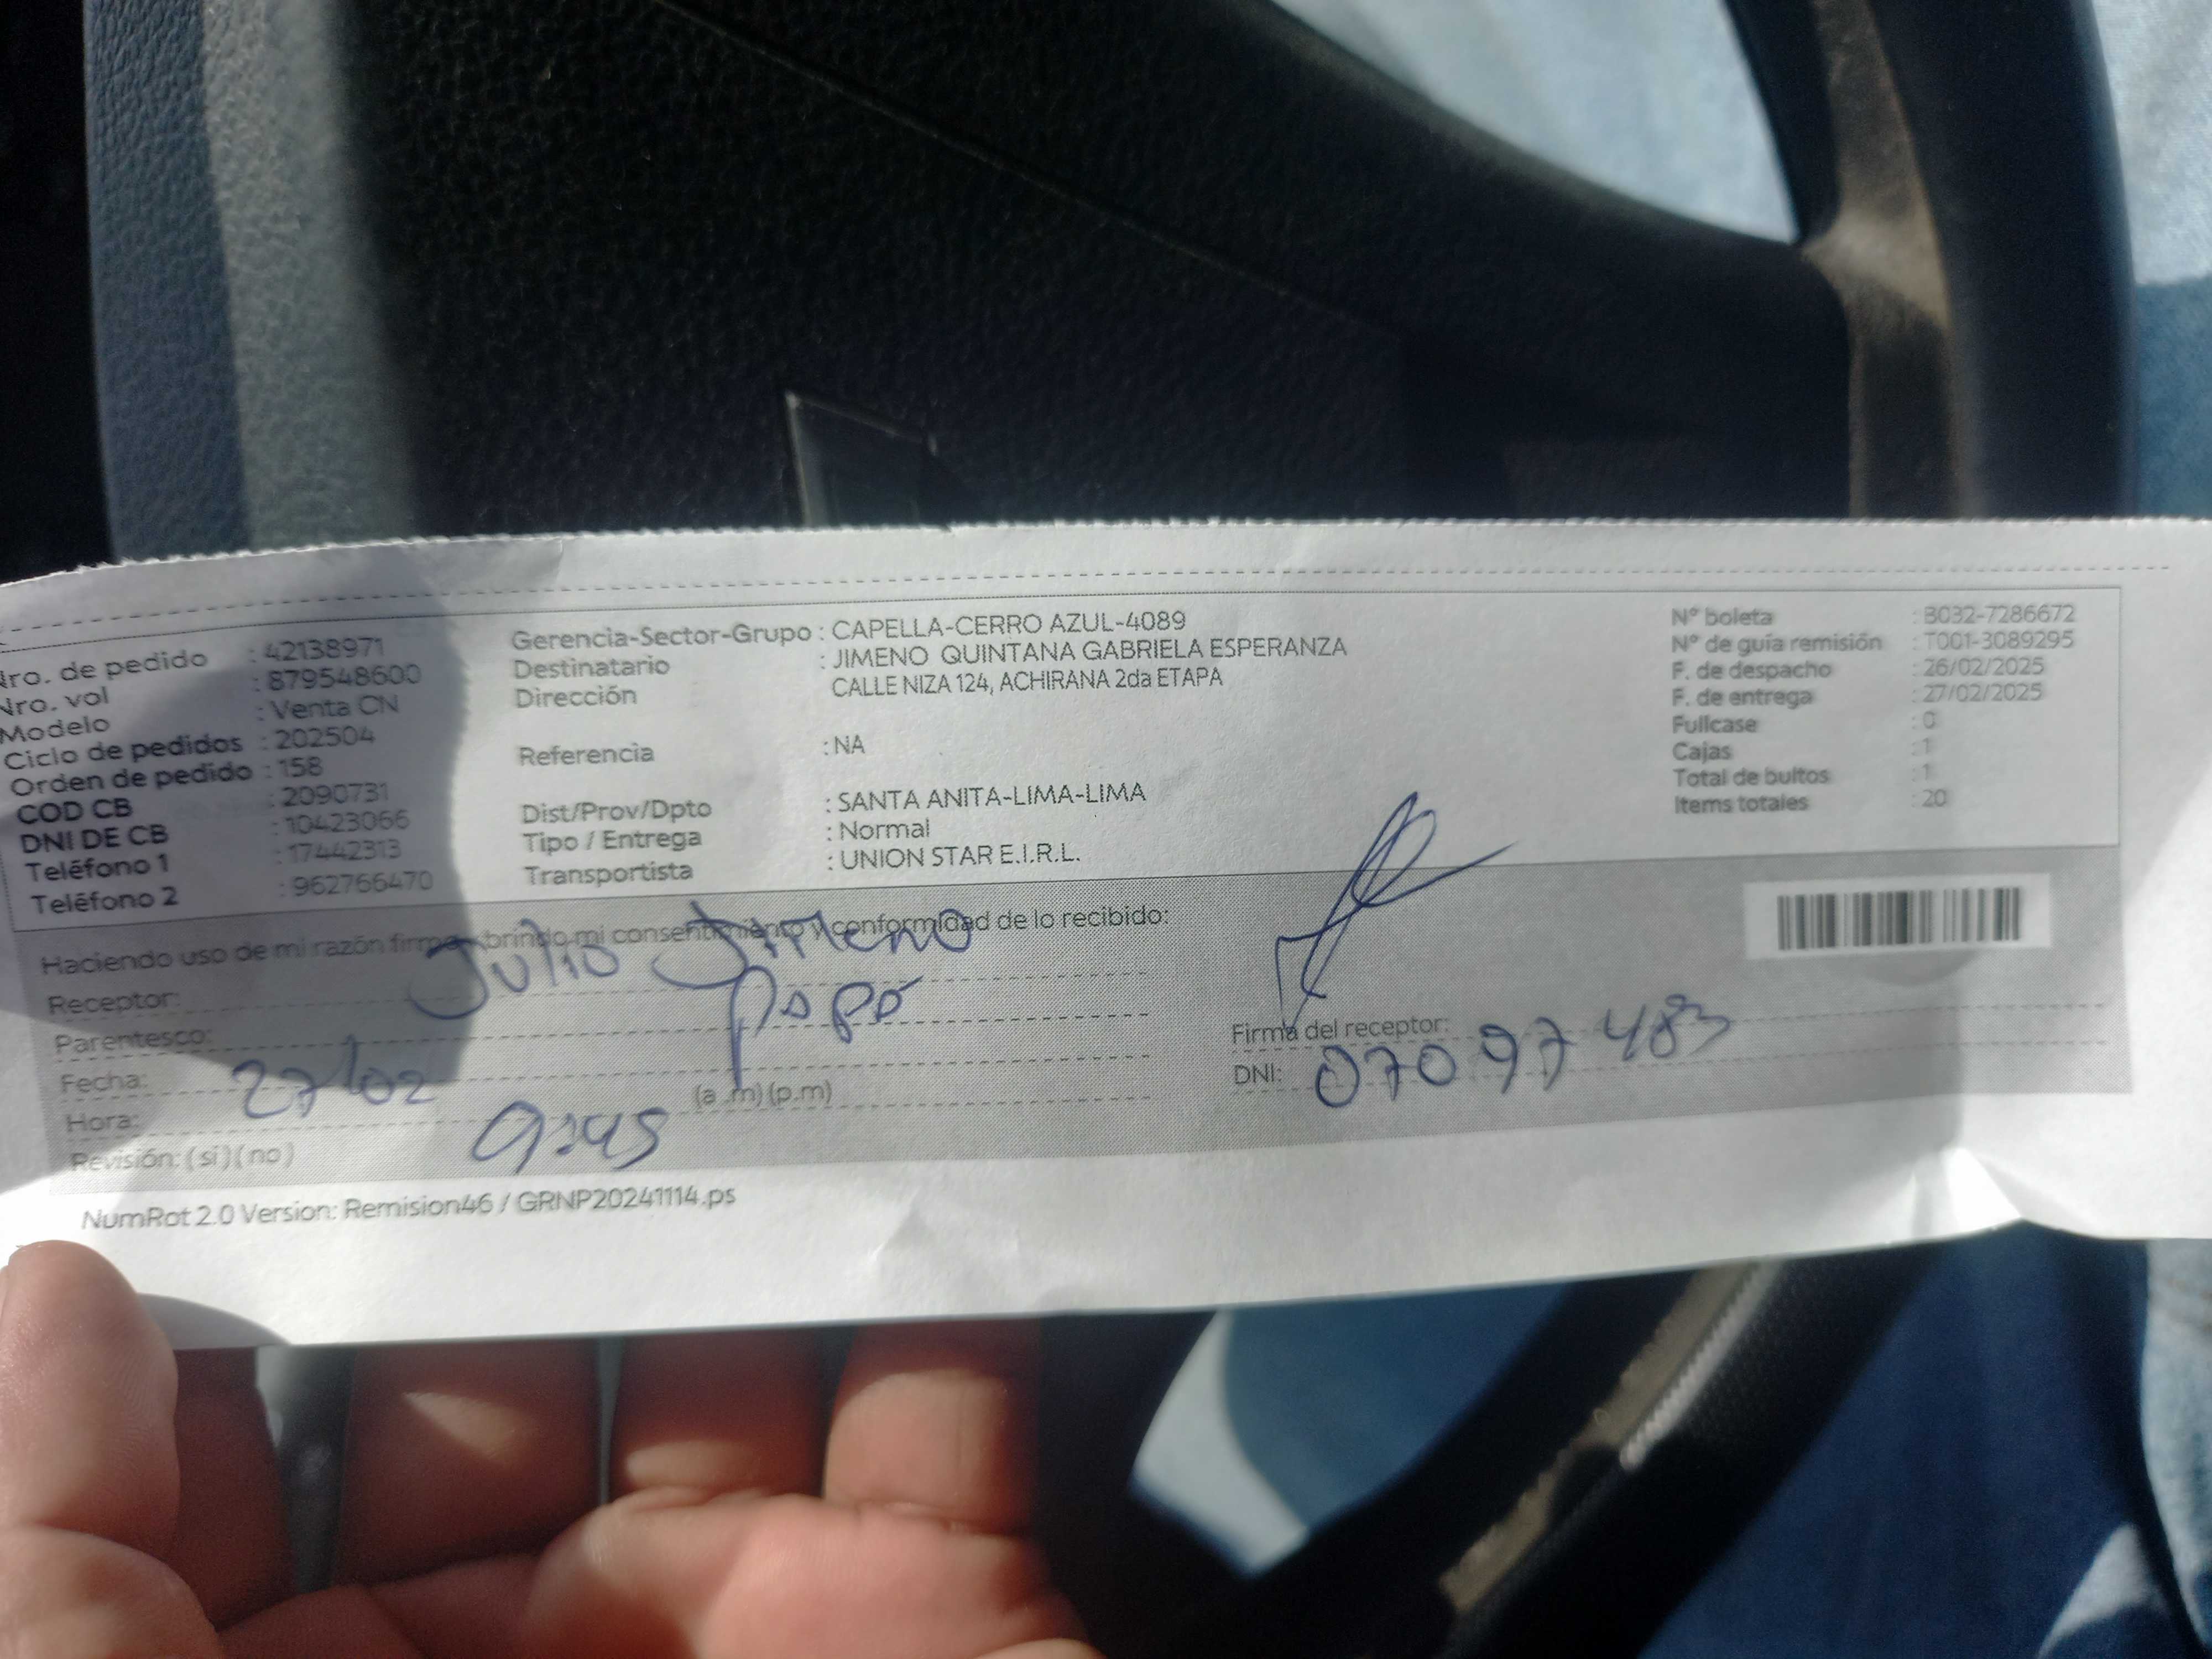 Nro. de pedido : 42138971
Nro. vol : 879548600
Modelo : Venta CN
Ciclo de pedidos : 202504
Orden de pedido : 158
COD CB : 2090731
DNI DE CB : 10423066
Teléfono 1 : 17442313
Teléfono 2 : 962766470
Gerencia-Sector-Grupo : CAPELLA-CERRO AZUL-4089
Destinatario : JIMENO QUINTANA GABRIELA ESPERANZA
Dirección CALLE NIZA 124, ACHIRANA 2da ETAPA
Referencia : NA
Dist/Prov/Dpto : SANTA ANITA-LIMA-LIMA
Tipo / Entrega : Normal
Transportista : UNION STAR E.I.R.L.
Nº boleta : B032-7286672
Nº de guía remisión : T001-3089295
F. de despacho : 26/02/2025
F. de entrega : 27/02/2025
Fullcase : 0
Cajas : 1
Total de bultos : 1
Items totales : 20
Haciendo uso de mi razón firmo brindo mi consentimiento y conformidad de lo recibido:
Receptor: Julio Jimeno
Parentesco: papá
Fecha: 27/02
Hora: 9:45 (a.m) (p.m)
Revisión: (si) (no)
Firma del receptor:
DNI: 07097483
NumRot 2.0 Version: Remision46 / GRNP20241114.ps